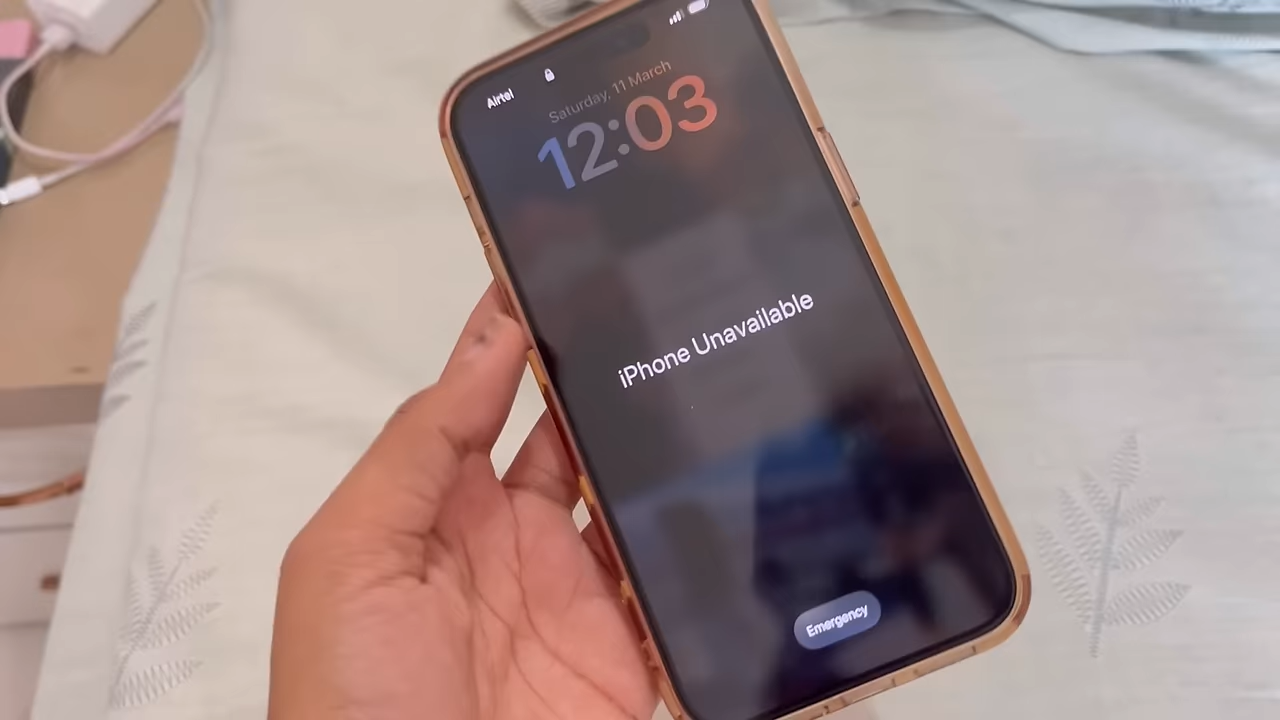 Airtel
Saturday, 11 March
12:03
iPhone Unavailable
Emergency